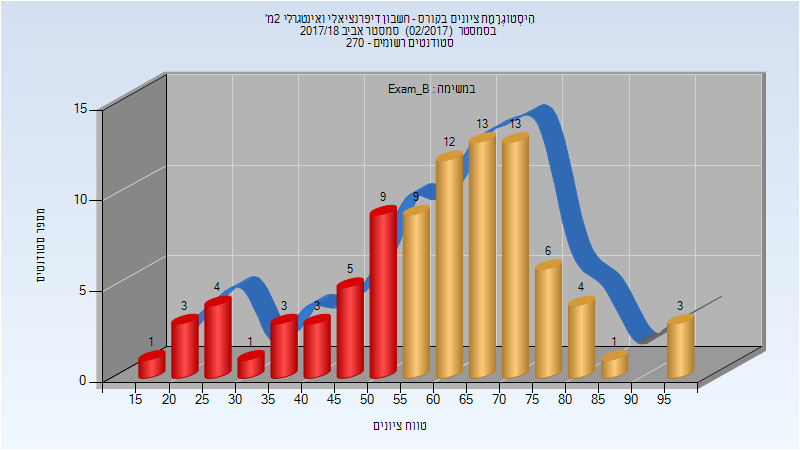 היסטוגרמת ציונים בקורס - חשבון דיפרנציאלי ואינטגרלי 2מ'
בסמסטר (02/2017) סמסטר אביב 2017/18
סטודנטים רשומים - 270
במשימה : Exam_B
מספר סטודנטים
15
10
5
0
1
3
4
1
3
3
5
9
9
12
13
13
6
4
1
3
15 20 25 30 35 40 45 50 55 60 65 70 75 80 85 90 95
טווח ציונים